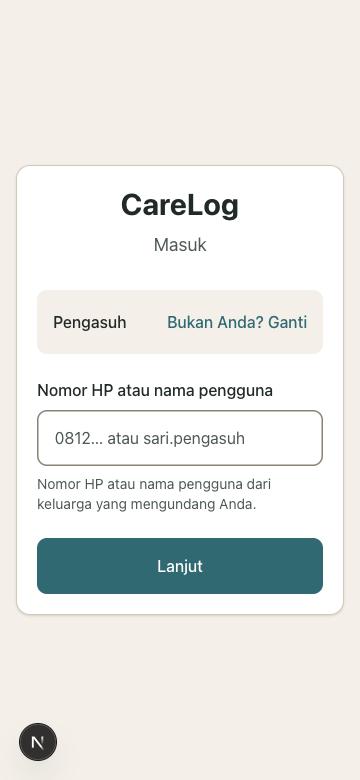 CareLog
Masuk
Pengasuh
Bukan Anda? Ganti
Nomor HP atau nama pengguna
0812... atau sari.pengasuh
Nomor HP atau nama pengguna dari
keluarga yang mengundang Anda.
Lanjut
N